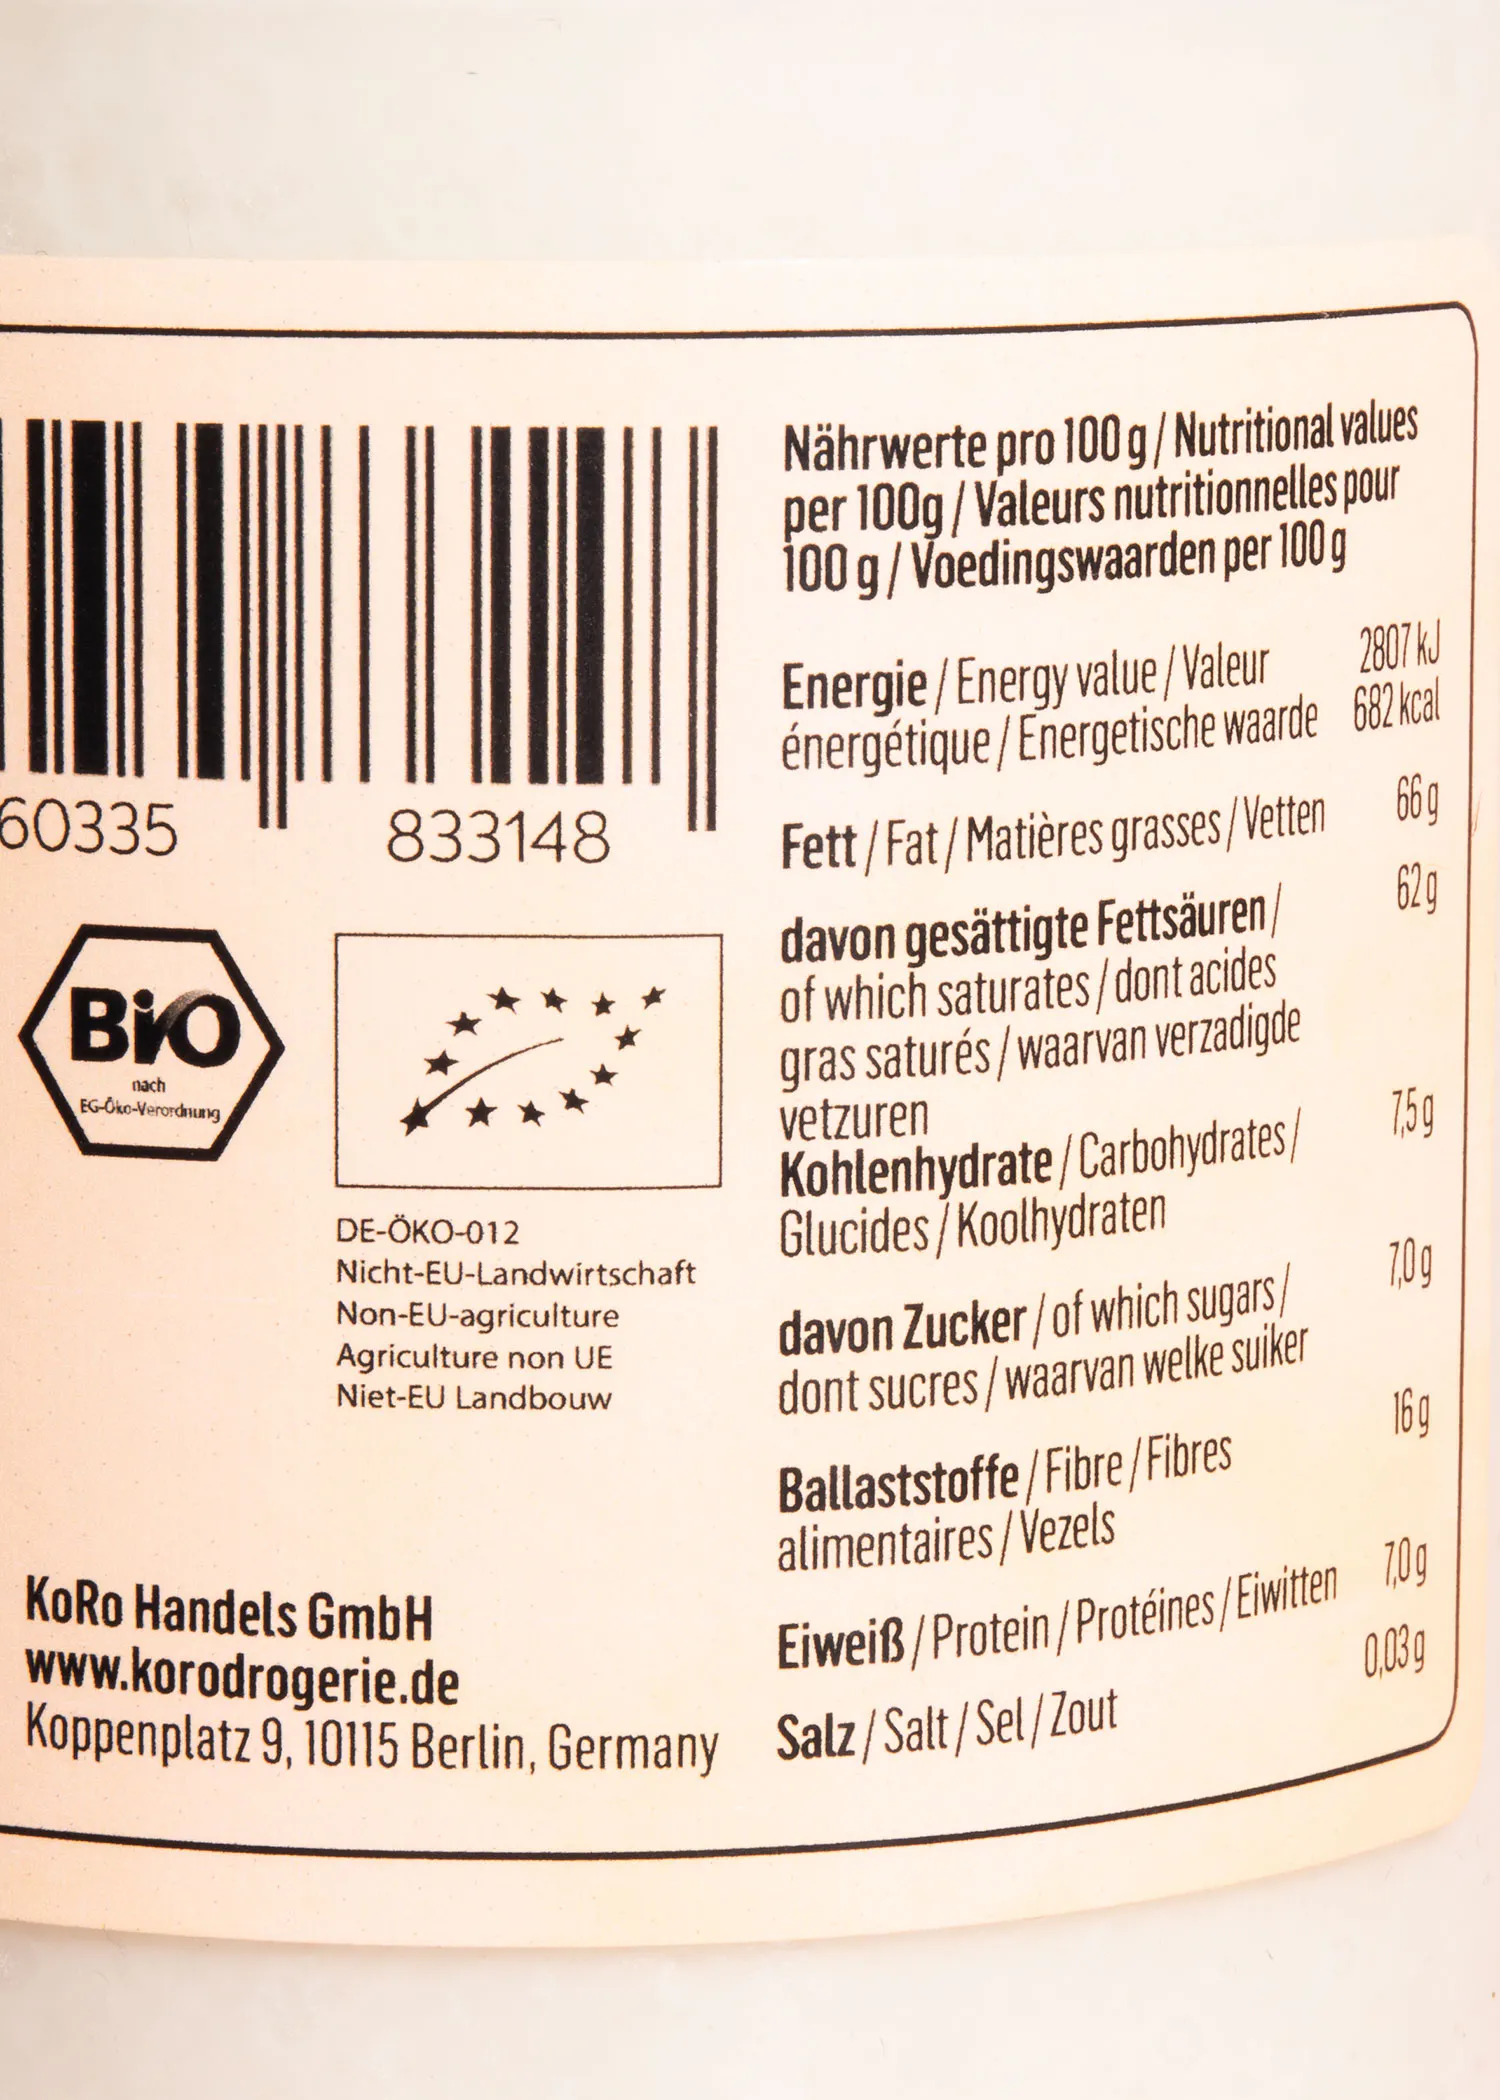 60335 833148
BiO
nach
EG-Öko-Verordnung
DE-ÖKO-012
Nicht-EU-Landwirtschaft
Non-EU-agriculture
Agriculture non UE
Niet-EU Landbouw
KoRo Handels GmbH
www.korodrogerie.de
Koppenplatz 9, 10115 Berlin, Germany
Nährwerte pro 100 g / Nutritional values
per 100g / Valeurs nutritionnelles pour
100 g / Voedingswaarden per 100 g
Energie / Energy value / Valeur 2807 kJ
énergétique / Energetische waarde 682 kcal
Fett / Fat / Matières grasses / Vetten 66 g
davon gesättigte Fettsäuren / 62 g
of which saturates / dont acides
gras saturés / waarvan verzadigde
vetzuren
Kohlenhydrate / Carbohydrates / 7,5 g
Glucides / Koolhydraten
davon Zucker / of which sugars / 7,0 g
dont sucres / waarvan welke suiker
Ballaststoffe / Fibre / Fibres 16 g
alimentaires / Vezels
Eiweiß / Protein / Protéines / Eiwitten 7,0 g
Salz / Salt / Sel / Zout 0,03 g